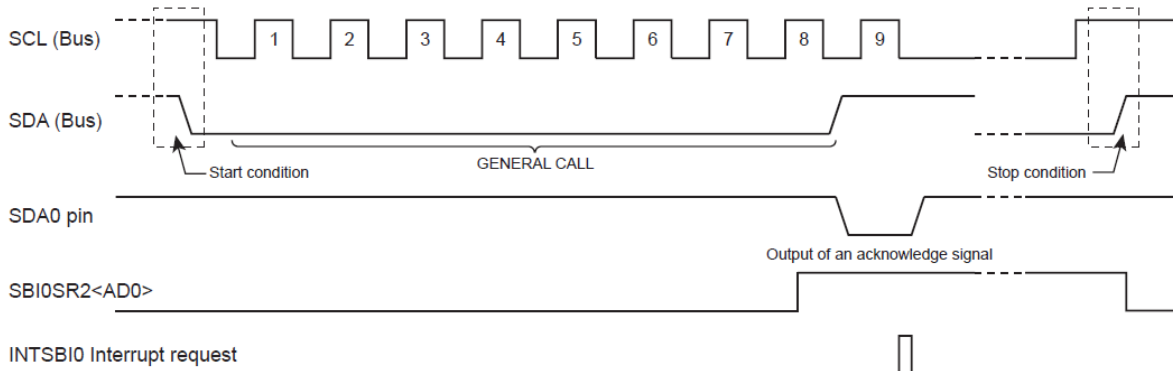 SCL (Bus)
1 2 3 4 5 6 7 8 9
SDA (Bus)
Start condition
GENERAL CALL
Stop condition
SDA0 pin
Output of an acknowledge signal
SBI0SR2<AD0>
INTSBI0 Interrupt request